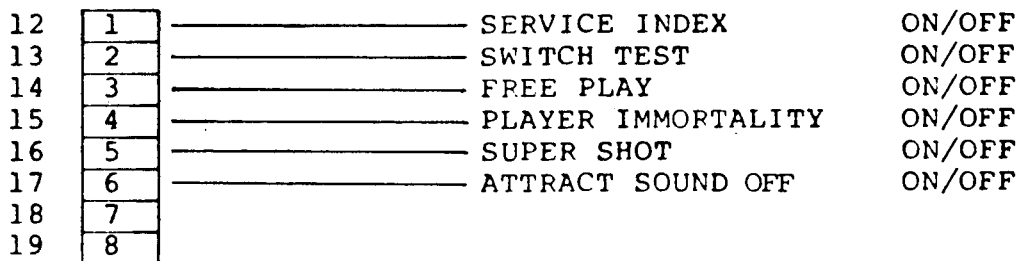 12 1 SERVICE INDEX ON/OFF
13 2 SWITCH TEST ON/OFF
14 3 FREE PLAY ON/OFF
15 4 PLAYER IMMORTALITY ON/OFF
16 5 SUPER SHOT ON/OFF
17 6 ATTRACT SOUND OFF ON/OFF
18 7
19 8